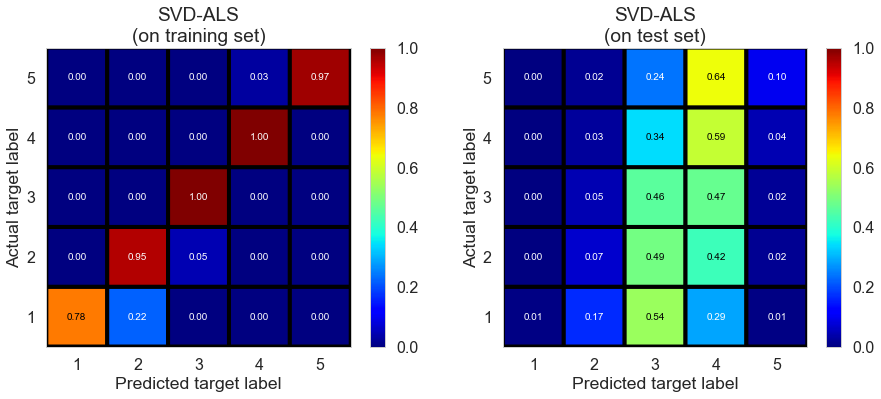 SVD-ALS
(on training set)
Actual target label
5
0.00 0.00 0.00 0.03 0.97
4
0.00 0.00 0.00 1.00 0.00
3
0.00 0.00 1.00 0.00 0.00
2
0.00 0.95 0.05 0.00 0.00
1
0.78 0.22 0.00 0.00 0.00
1 2 3 4 5
Predicted target label
1.0
0.8
0.6
0.4
0.2
0.0
SVD-ALS
(on test set)
Actual target label
5
0.00 0.02 0.24 0.64 0.10
4
0.00 0.03 0.34 0.59 0.04
3
0.00 0.05 0.46 0.47 0.02
2
0.00 0.07 0.49 0.42 0.02
1
0.01 0.17 0.54 0.29 0.01
1 2 3 4 5
Predicted target label
1.0
0.8
0.6
0.4
0.2
0.0